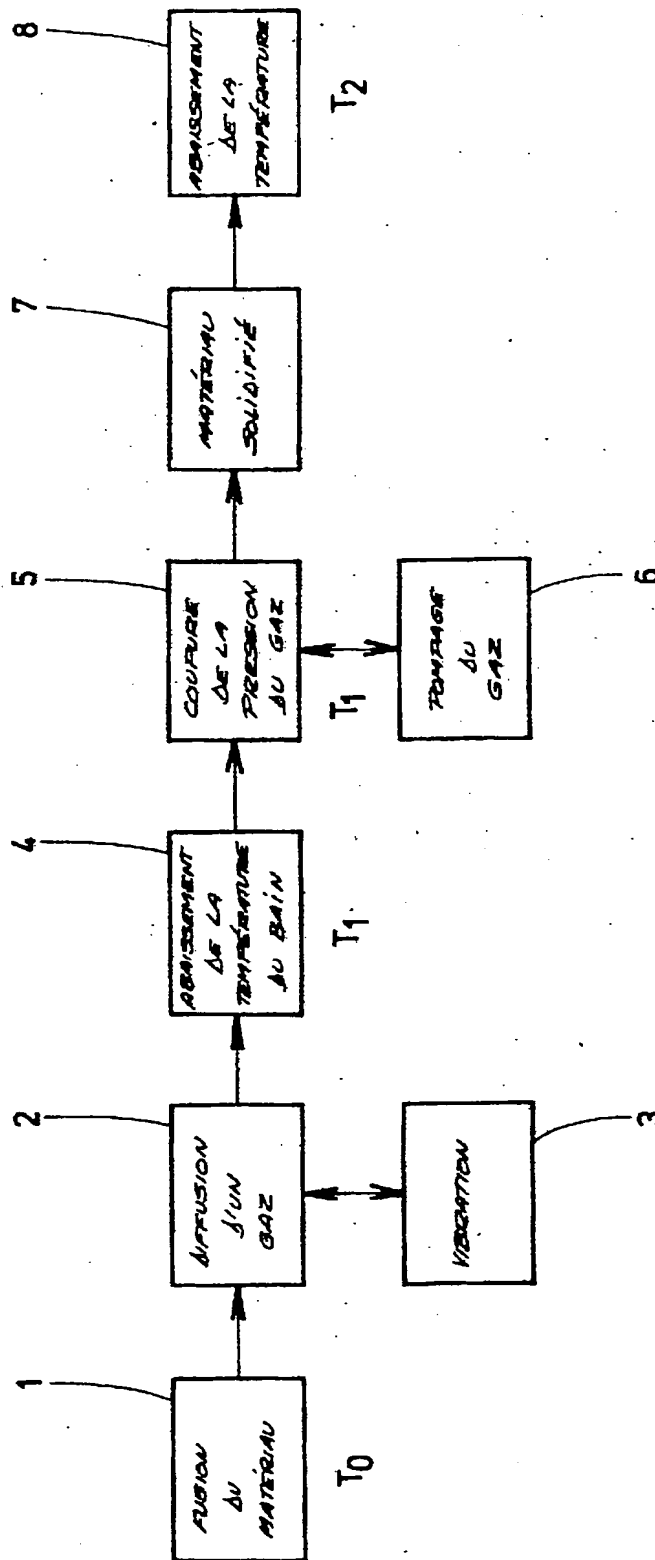 1
FUSION
DU
MATÉRIAU
T0
2
DIFFUSION
D'UN
GAZ
3
VIBRATION
4
ABAISSEMENT
DE LA
TEMPÉRATURE
DU BAIN
T1
5
COUPURE
DE LA
PRESSION
DU GAZ
T1
6
POMPAGE
DU
GAZ
7
MATÉRIAU
SOLIDIFIÉ
8
ABAISSEMENT
DE LA
TEMPÉRATURE
T2